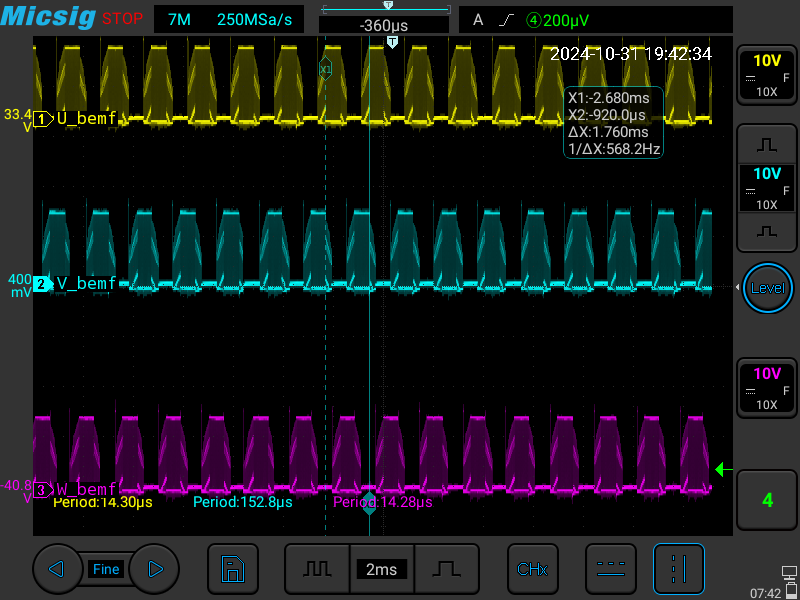 Micsig STOP 7M 250MSa/s -360μs A ④200μV
T
T
2024-10-31 19:42:34
10V
F
10X
X1
X1:-2.680ms
X2:-920.0μs
ΔX:1.760ms
1/ΔX:568.2Hz
33.4 V
1 U_bemf
10V
F
10X
400 mV
2 V_bemf
Level
10V
F
10X
-40.8 V
3 W_bemf
Period:14.30μs Period:152.8μs Period:14.28μs
4
Fine 2ms CHx
07:42